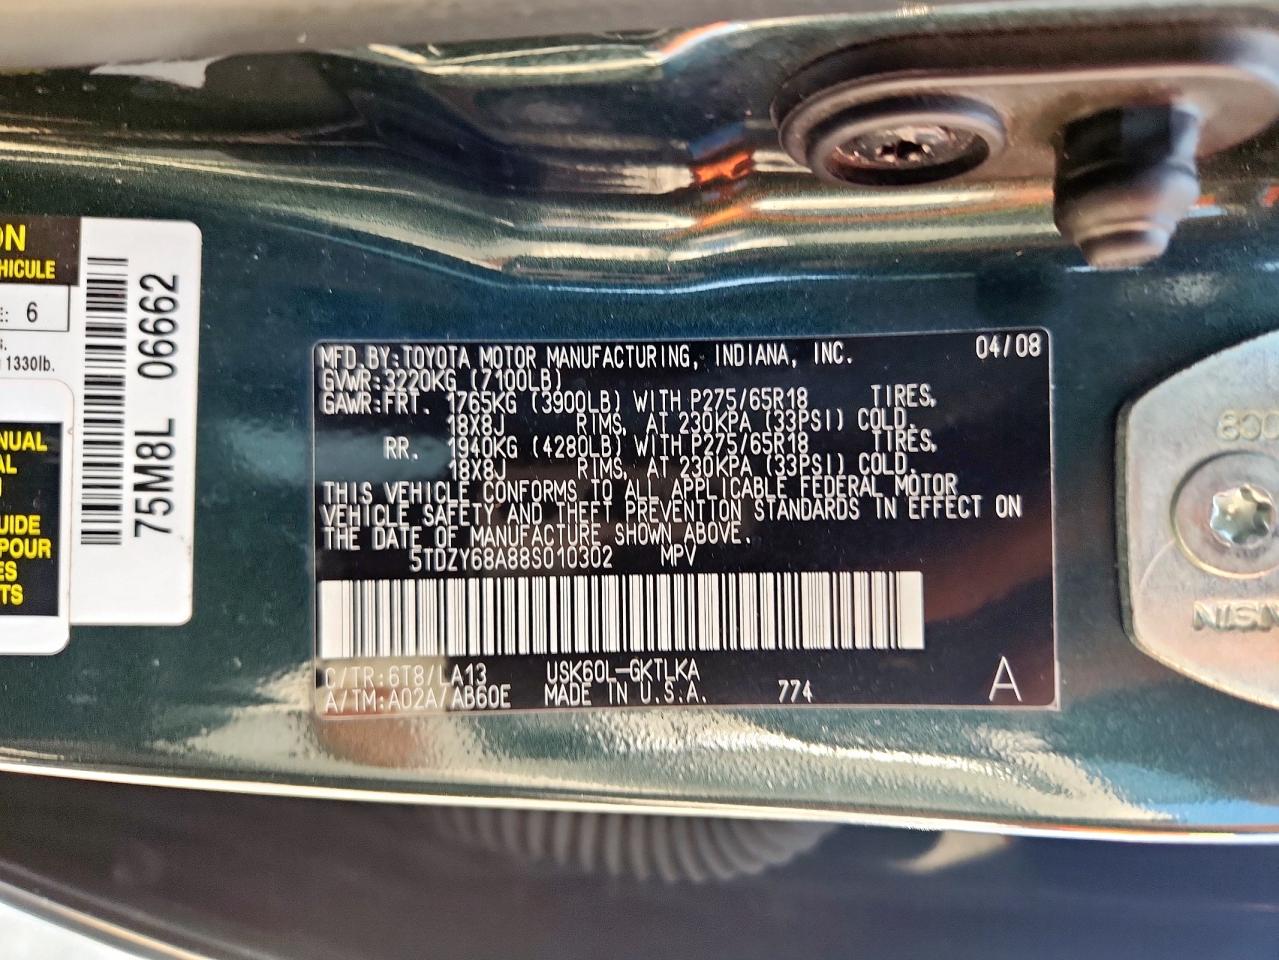 ON
HICULE
: 6
1330lb.
NUAL
AL
UIDE
POUR
ES
TS
75M8L 06662
MFD.BY:TOYOTA MOTOR MANUFACTURING, INDIANA, INC. 04/08
GVWR:3220KG (7100LB)
GAWR:FRT. 1765KG (3900LB) WITH P275/65R18 TIRES,
18X8J RIMS, AT 230KPA (33PSI) COLD.
RR. 1940KG (4280LB) WITH P275/65R18 TIRES,
18X8J RIMS, AT 230KPA (33PSI) COLD.
THIS VEHICLE CONFORMS TO ALL APPLICABLE FEDERAL MOTOR
VEHICLE SAFETY AND THEFT PREVENTION STANDARDS IN EFFECT ON
THE DATE OF MANUFACTURE SHOWN ABOVE.
5TDZY68A88S010302 MPV
C/TR:6T8/LA13 USK60L-GKTLKA
A/TM:A02A/AB60E MADE IN U.S.A. 774 A